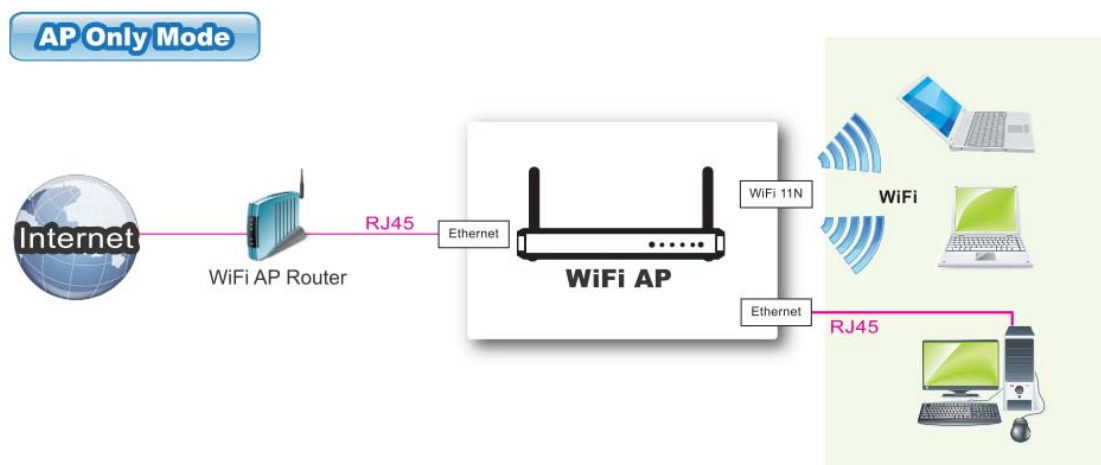 AP Only Mode
Internet
WiFi AP Router
RJ45
Ethernet
WiFi AP
WiFi 11N
WiFi
Ethernet
RJ45